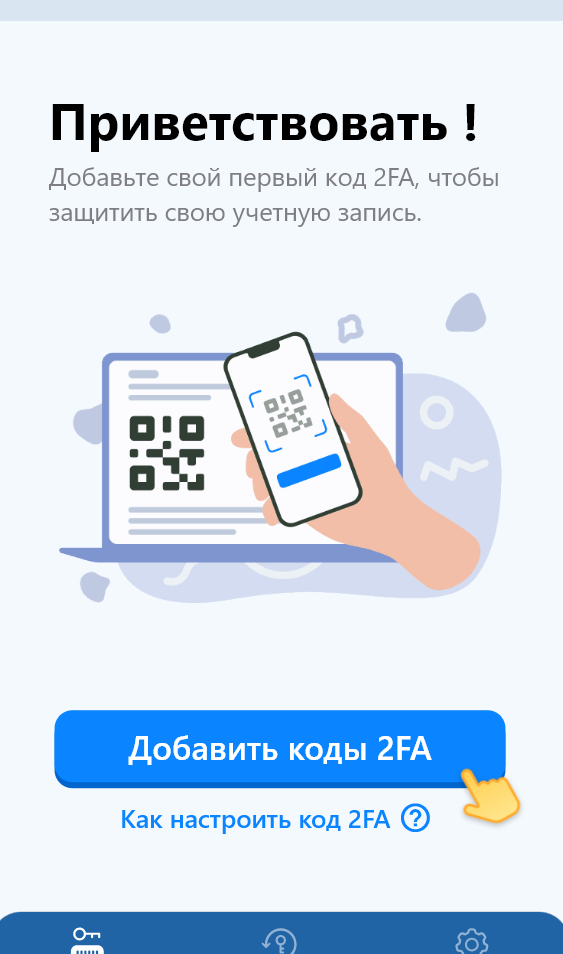 Приветствовать !
Добавьте свой первый код 2FA, чтобы
защитить свою учетную запись.
Добавить коды 2FA
Как настроить код 2FA ?